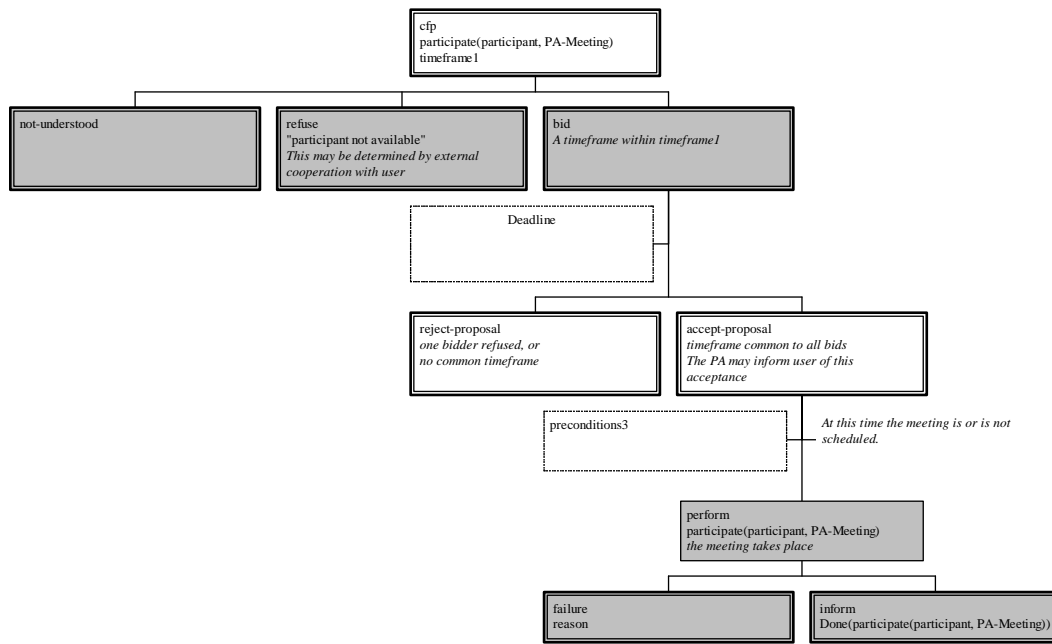 cfp
participate(participant, PA-Meeting)
timeframe1
not-understood
refuse
"participant not available"
This may be determined by external
cooperation with user
bid
A timeframe within timeframe1
Deadline
reject-proposal
one bidder refused, or
no common timeframe
accept-proposal
timeframe common to all bids
The PA may inform user of this
acceptance
preconditions3
At this time the meeting is or is not
scheduled.
perform
participate(participant, PA-Meeting)
the meeting takes place
failure
reason
inform
Done(participate(participant, PA-Meeting))